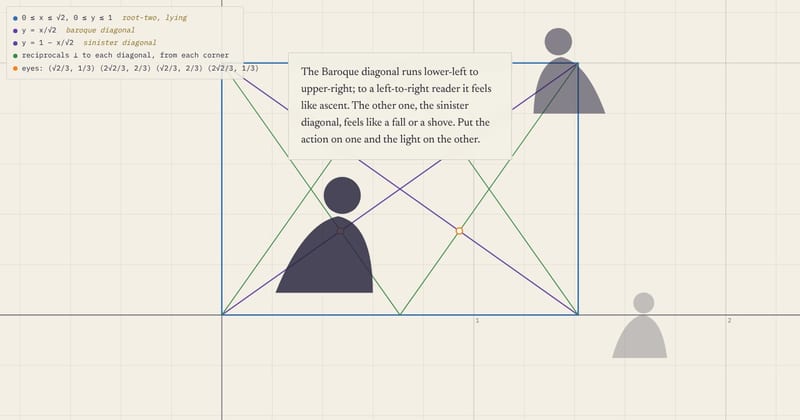 0 ≤ x ≤ √2, 0 ≤ y ≤ 1 root-two, lying
y = x/√2 baroque diagonal
y = 1 − x/√2 sinister diagonal
reciprocals ⊥ to each diagonal, from each corner
eyes: (√2/3, 1/3) (2√2/3, 2/3) (√2/3, 2/3) (2√2/3, 1/3)
The Baroque diagonal runs lower-left to
upper-right; to a left-to-right reader it feels
like ascent. The other one, the sinister
diagonal, feels like a fall or a shove. Put the
action on one and the light on the other.
1
2